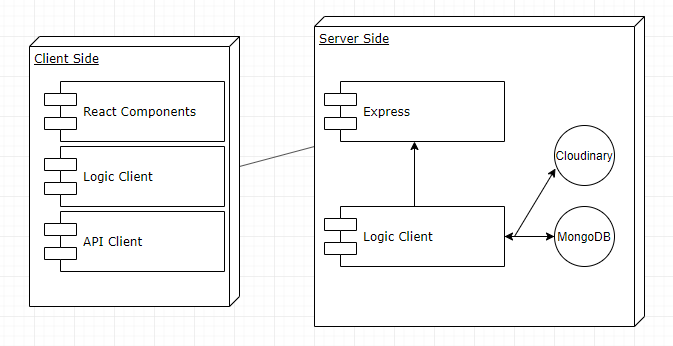 Client Side
React Components
Logic Client
API Client
Server Side
Express
Logic Client
Cloudinary
MongoDB